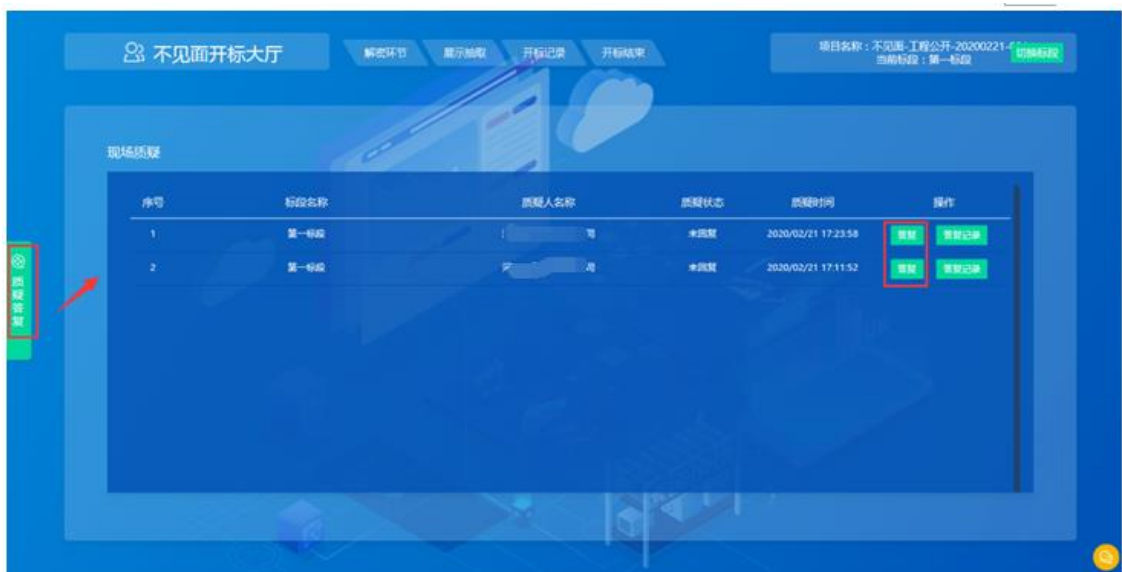 不见面开标大厅 解密环节 展示抽取 开标记录 开标结束
项目名称：不见面-工程公开-20200221-
当前标段：第一标段
切换标段
现场质疑
序号 标段名称 质疑人名称 质疑状态 质疑时间 操作
1 第一标段 司 未回复 2020/02/21 17:23:58 答复 答复记录
2 第一标段 司 未回复 2020/02/21 17:11:52 答复 答复记录
质疑答复